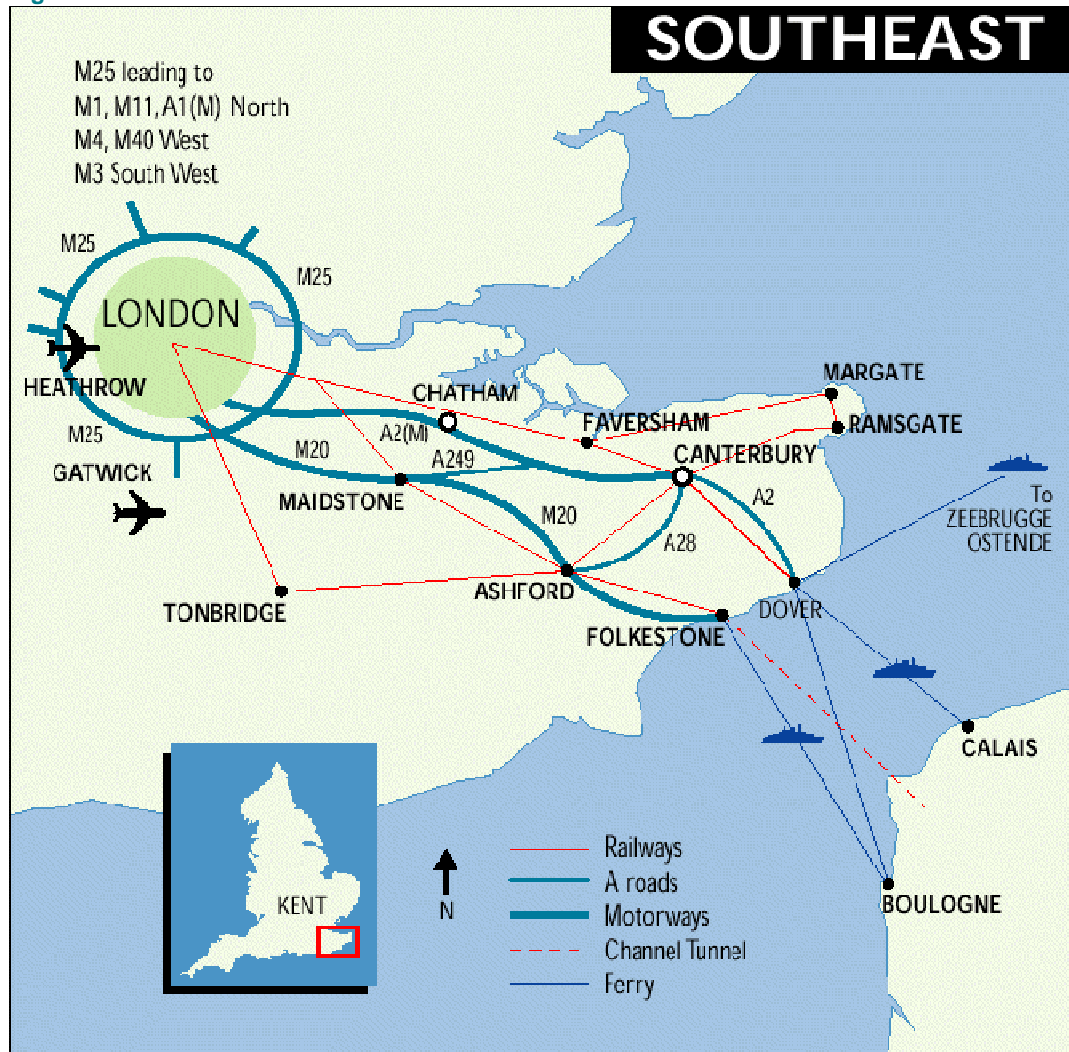 SOUTHEAST
M25 leading to
M1, M11, A1(M) North
M4, M40 West
M3 South West
M25
M25
LONDON
HEATHROW
MARGATE
CHATHAM
RAMSGATE
FAVERSHAM
M25
A2(M)
CANTERBURY
M20
A249
GATWICK
MAIDSTONE
A2
To
ZEEBRUGGE
OSTENDE
M20
A28
ASHFORD
TONBRIDGE
DOVER
FOLKESTONE
CALAIS
Railways
A roads
KENT
N
Motorways
BOULOGNE
Channel Tunnel
Ferry